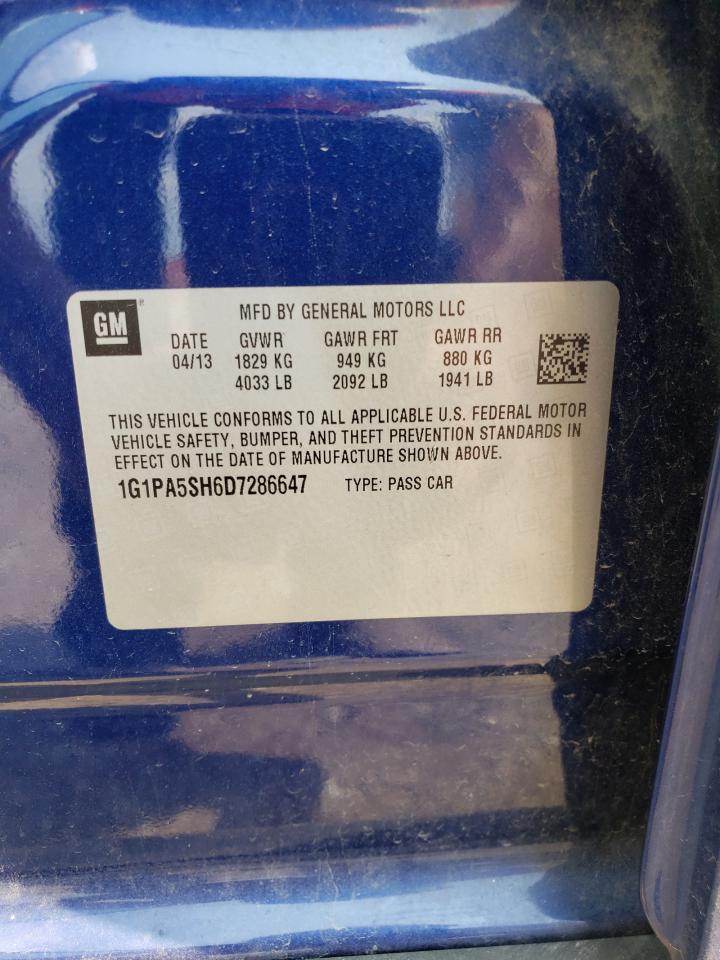 GM ®
MFD BY GENERAL MOTORS LLC
DATE GVWR GAWR FRT GAWR RR
04/13 1829 KG 949 KG 880 KG
4033 LB 2092 LB 1941 LB
THIS VEHICLE CONFORMS TO ALL APPLICABLE U.S. FEDERAL MOTOR
VEHICLE SAFETY, BUMPER, AND THEFT PREVENTION STANDARDS IN
EFFECT ON THE DATE OF MANUFACTURE SHOWN ABOVE.
1G1PA5SH6D7286647 TYPE: PASS CAR